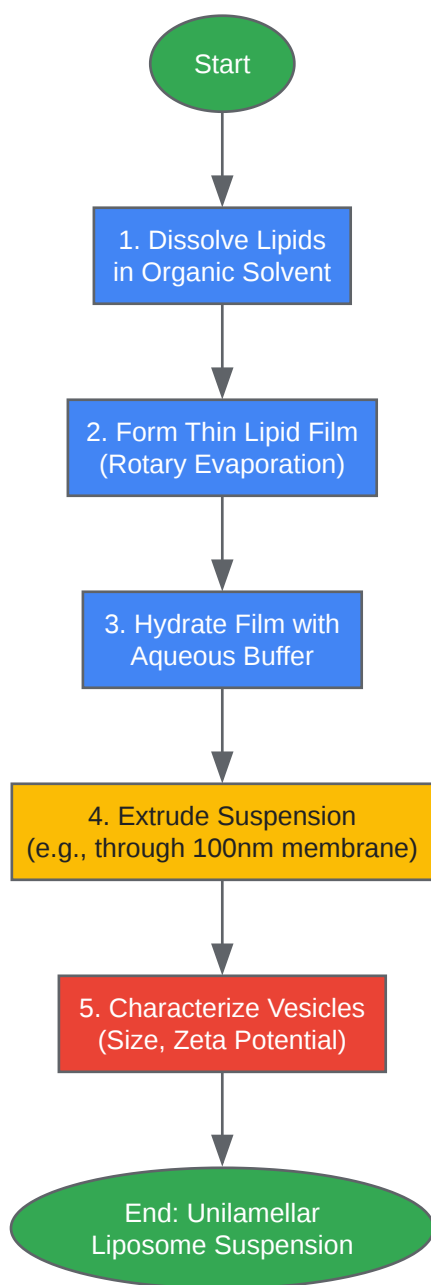 Start
1. Dissolve Lipids
in Organic Solvent
2. Form Thin Lipid Film
(Rotary Evaporation)
3. Hydrate Film with
Aqueous Buffer
4. Extrude Suspension
(e.g., through 100nm membrane)
5. Characterize Vesicles
(Size, Zeta Potential)
End: Unilamellar
Liposome Suspension